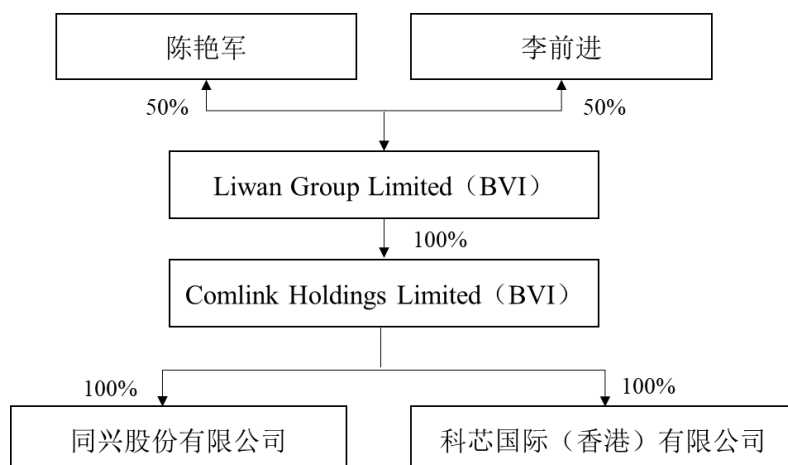 陈艳军
李前进
50%
50%
Liwan Group Limited（BVI）
100%
Comlink Holdings Limited（BVI）
100%
100%
同兴股份有限公司
科芯国际（香港）有限公司